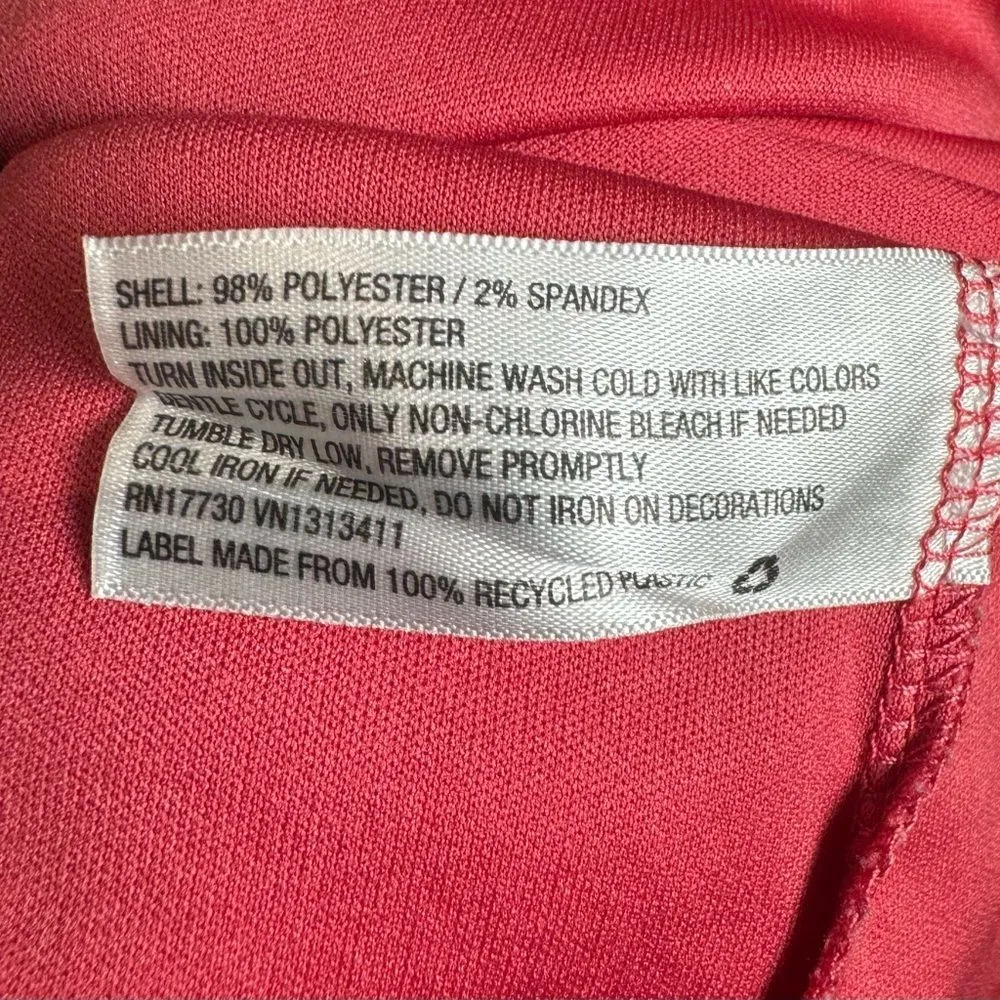 SHELL: 98% POLYESTER / 2% SPANDEX
LINING: 100% POLYESTER
TURN INSIDE OUT, MACHINE WASH COLD WITH LIKE COLORS
GENTLE CYCLE, ONLY NON-CHLORINE BLEACH IF NEEDED
TUMBLE DRY LOW, REMOVE PROMPTLY
COOL IRON IF NEEDED, DO NOT IRON ON DECORATIONS
RN17730 VN1313411
LABEL MADE FROM 100% RECYCLED PLASTIC